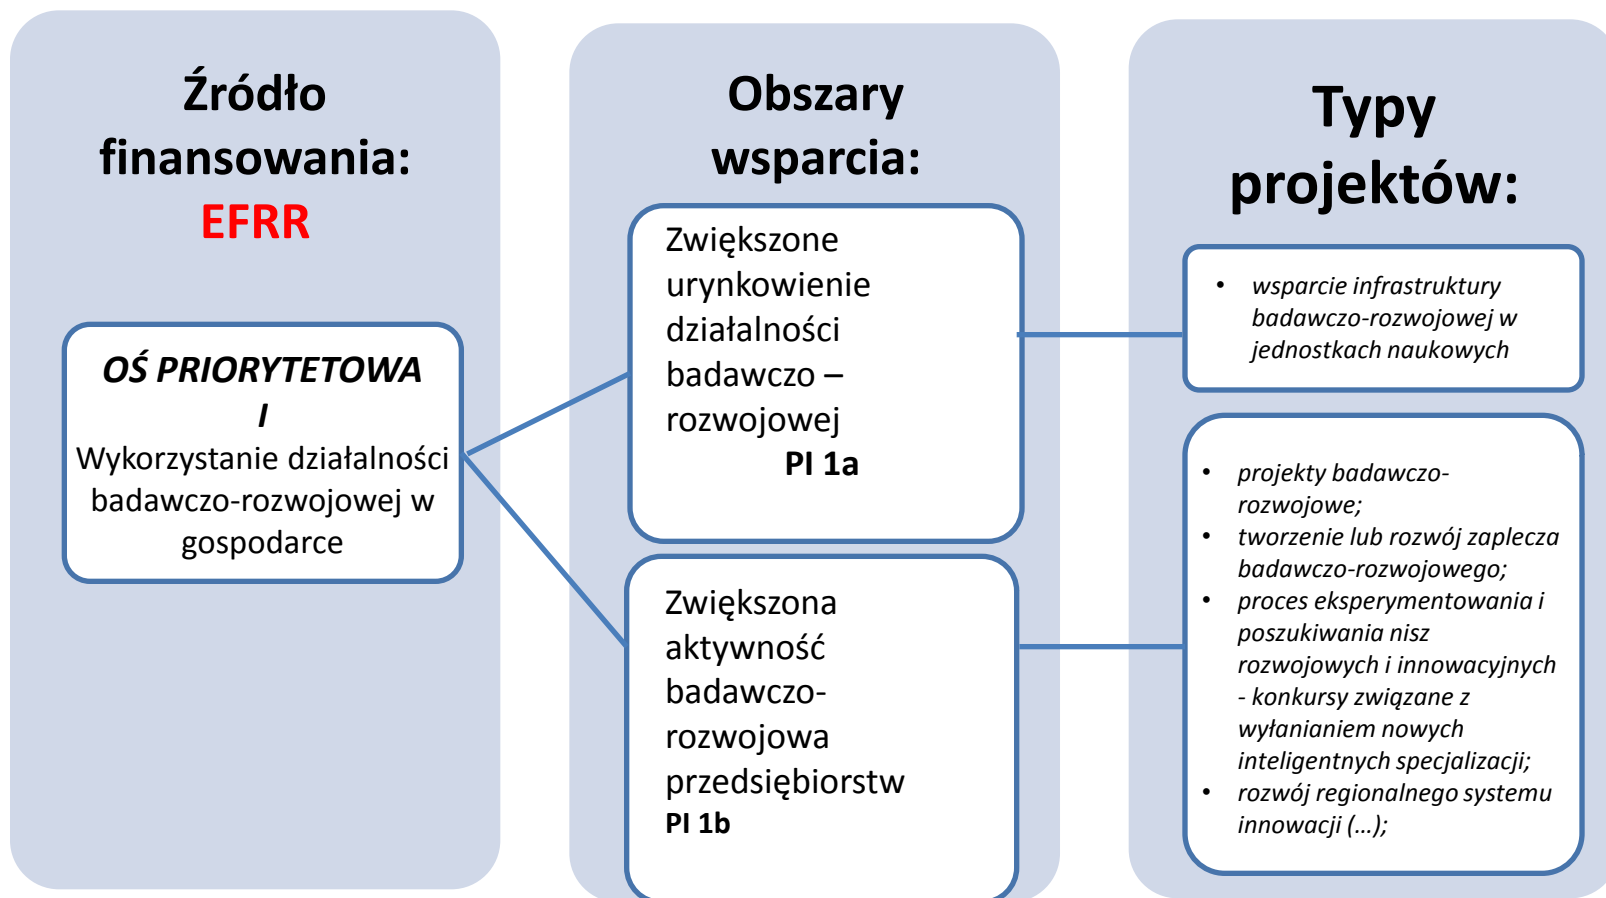 Źródło
finansowania:
EFRR
OŚ PRIORYTETOWA
I
Wykorzystanie działalności
badawczo-rozwojowej w
gospodarce
Obszary
wsparcia:
Zwiększone
urynkowienie
działalności
badawczo –
rozwojowej
PI 1a
Zwiększona
aktywność
badawczo-
rozwojowa
przedsiębiorstw
PI 1b
Typy
projektów:
• wsparcie infrastruktury
badawczo-rozwojowej w
jednostkach naukowych
• projekty badawczo-
rozwojowe;
• tworzenie lub rozwój zaplecza
badawczo-rozwojowego;
• proces eksperymentowania i
poszukiwania nisz
rozwojowych i innowacyjnych
- konkursy związane z
wyłanianiem nowych
inteligentnych specjalizacji;
• rozwój regionalnego systemu
innowacji (…);